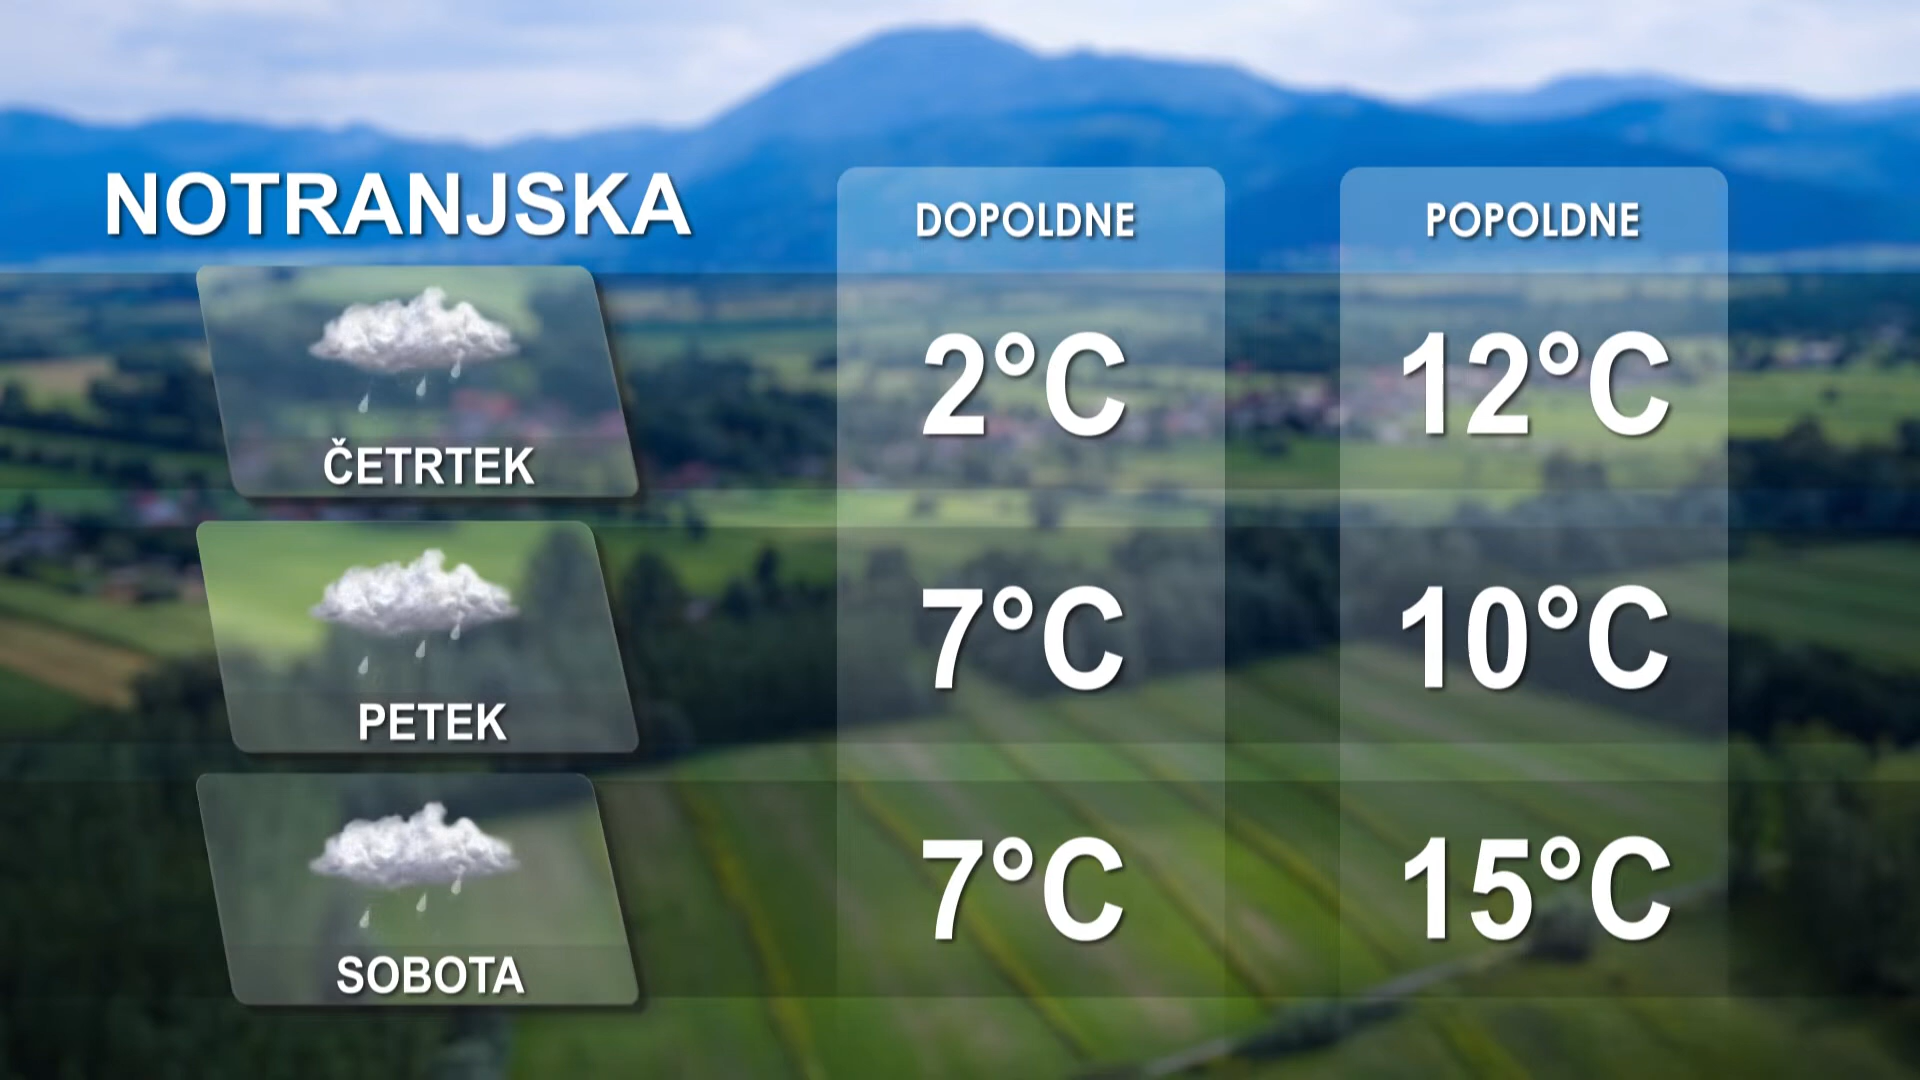 NOTRANJSKA
DOPOLDNE POPOLDNE
ČETRTEK 2°C 12°C
PETEK 7°C 10°C
SOBOTA 7°C 15°C